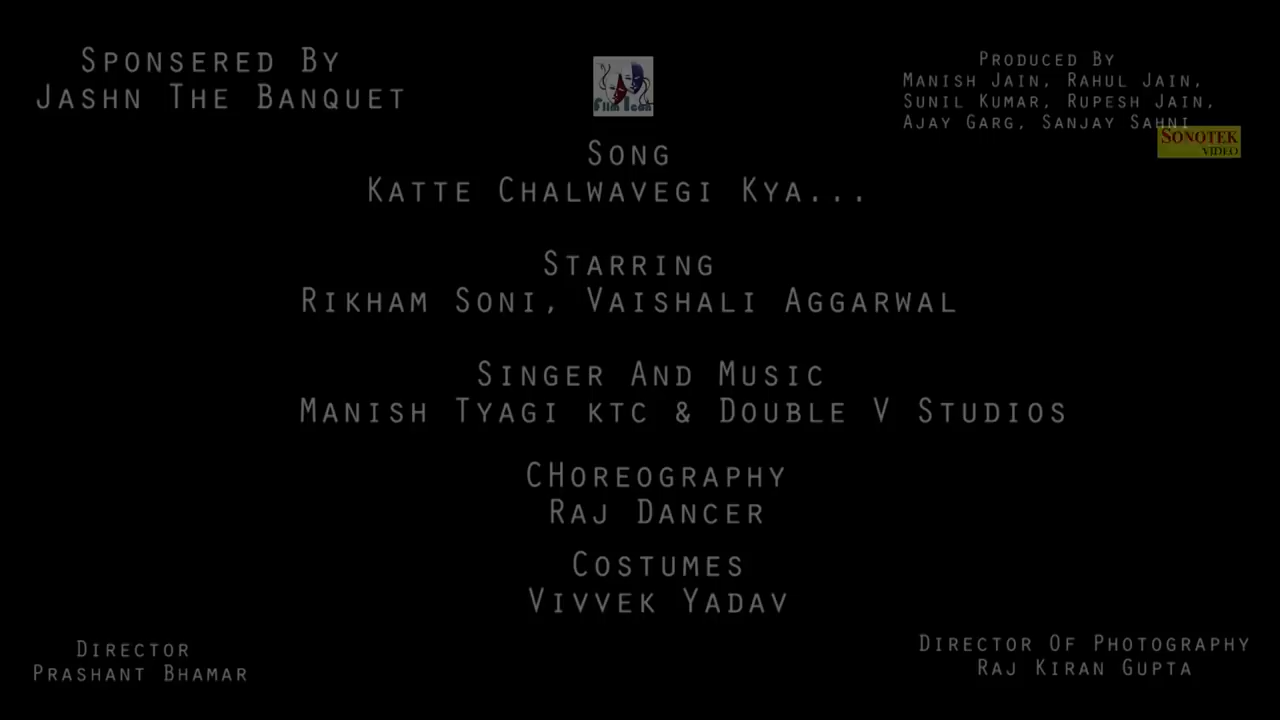 Sponsered By
Jashn The Banquet
Produced By
Manish Jain, Rahul Jain,
Sunil Kumar, Rupesh Jain,
Ajay Garg, Sanjay Sahni
Sonotek
Video
Film Icon
Song
Katte Chalwavegi Kya...
Starring
Rikham Soni, Vaishali Aggarwal
Singer And Music
Manish Tyagi KTC & Double V Studios
CHoreography
Raj Dancer
Costumes
Vivvek Yadav
Director
Prashant Bhamar
Director Of Photography
Raj Kiran Gupta